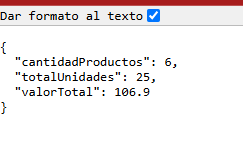 Dar formato al texto
{
  "cantidadProductos": 6,
  "totalUnidades": 25,
  "valorTotal": 106.9
}